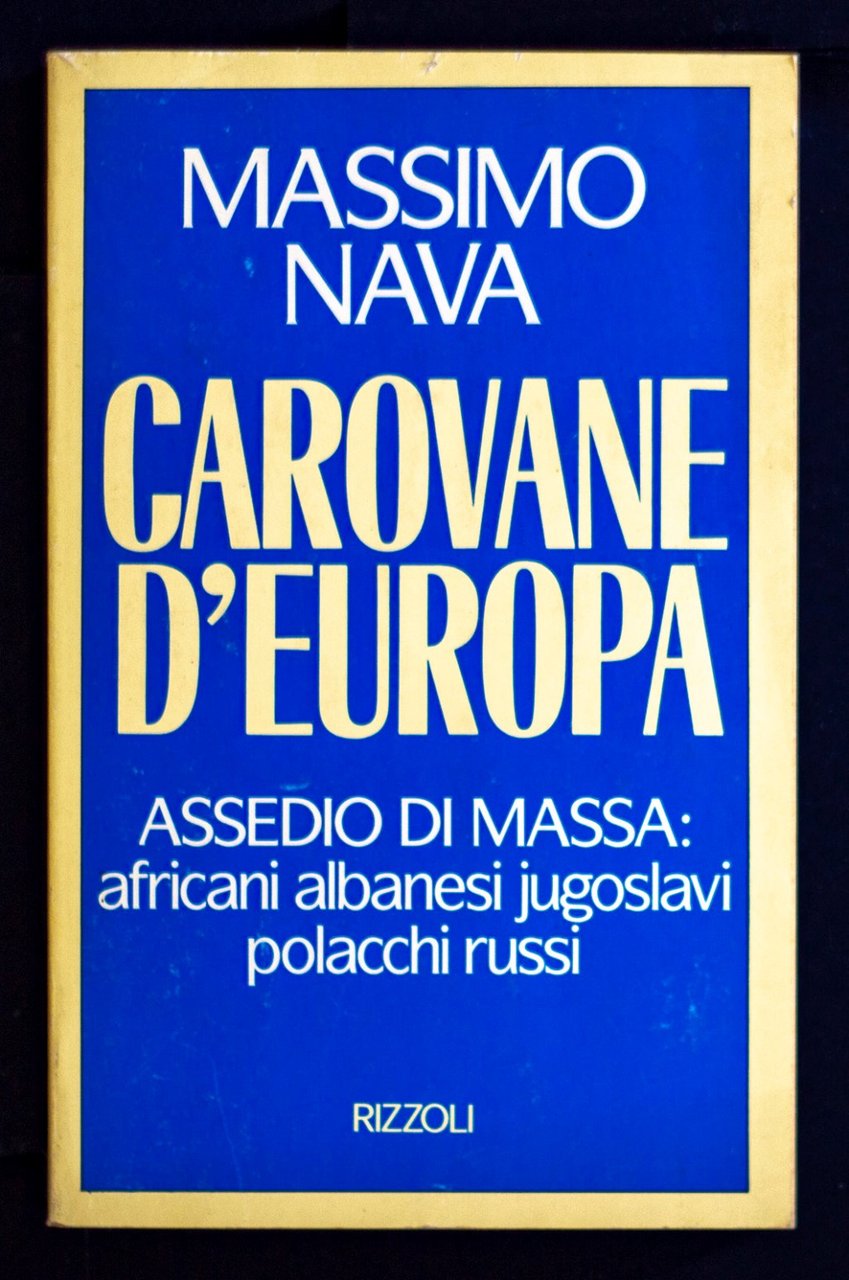 MASSIMO
NAVA
CAROVANE
D'EUROPA
ASSEDIO DI MASSA:
africani albanesi jugoslavi
polacchi russi
RIZZOLI